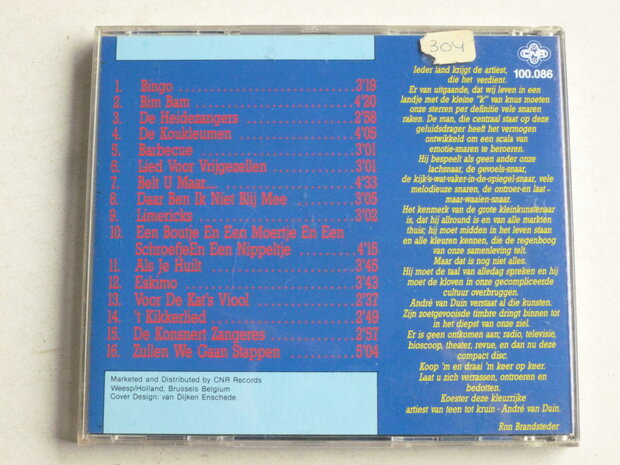 304
CNR
100.086
1. Bingo 3'19
2. Bim Bam 4'20
3. De Heidezangers 2'58
4. De Koukleumen 4'05
5. Barbecue 3'01
6. Lied Voor Vrijgezellen 3'01
7. Belt U Maar... 4'33
8. Daar Ben Ik Niet Blij Mee 3'05
9. Limericks 3'02
10. Een Boutje En Een Moertje En Een
SchroefjeEn Een Nippeltje 4'15
11. Als Je Huilt 3'45
12. Eskimo 3'43
13. Voor De Kat's Viool 2'37
14. 't Kikkerlied 2'49
15. De Konsnert Zangeres 2'57
16. Zullen We Gaan Stappen 5'04
Marketed and Distributed by CNR Records
Weesp/Holland, Brussels Belgium
Cover Design: van Dijken Enschede
Ieder land krijgt de artiest,
die het verdient.
Er van uitgaande, dat wij leven in een
landje met de kleine "k" van knus moeten
onze sterren per definitie vele snaren
raken. De man, die centraal staat op deze
geluidsdrager heeft het vermogen
ontwikkeld om een scala van
emotie-snaren te beroeren.
Hij bespeelt als geen ander onze
lachsnaar, de gevoels-snaar,
de kijk-'s-wat-vaker-in-de-spiegel-snaar, vele
melodieuze snaren, de ontroer-en laat-
maar-waaien-snaar.
Het kenmerk van de grote kleinkunstenaar
is, dat hij allround is en van alle markten
thuis; hij moet midden in het leven staan
en alle kleuren kennen, die de regenboog
van onze samenleving telt.
Maar dat is nog niet alles.
Hij moet de taal van alledag spreken en hij
moet de kloven in onze gecompliceerde
cultuur overbruggen.
André van Duin verstaat al die kunsten.
Zijn zoetgevooisde timbre dringt binnen tot
in het diepst van onze ziel.
Er is geen ontkomen aan; radio, televisie,
bioscoop, theater, revue, en dan nu deze
compact disc.
Koop 'm en draai 'm keer op keer.
Laat u zich verrassen, ontroeren en
bedotten.
Koester deze kleurrijke
artiest van teen tot kruin - André van Duin.
Ron Brandsteder